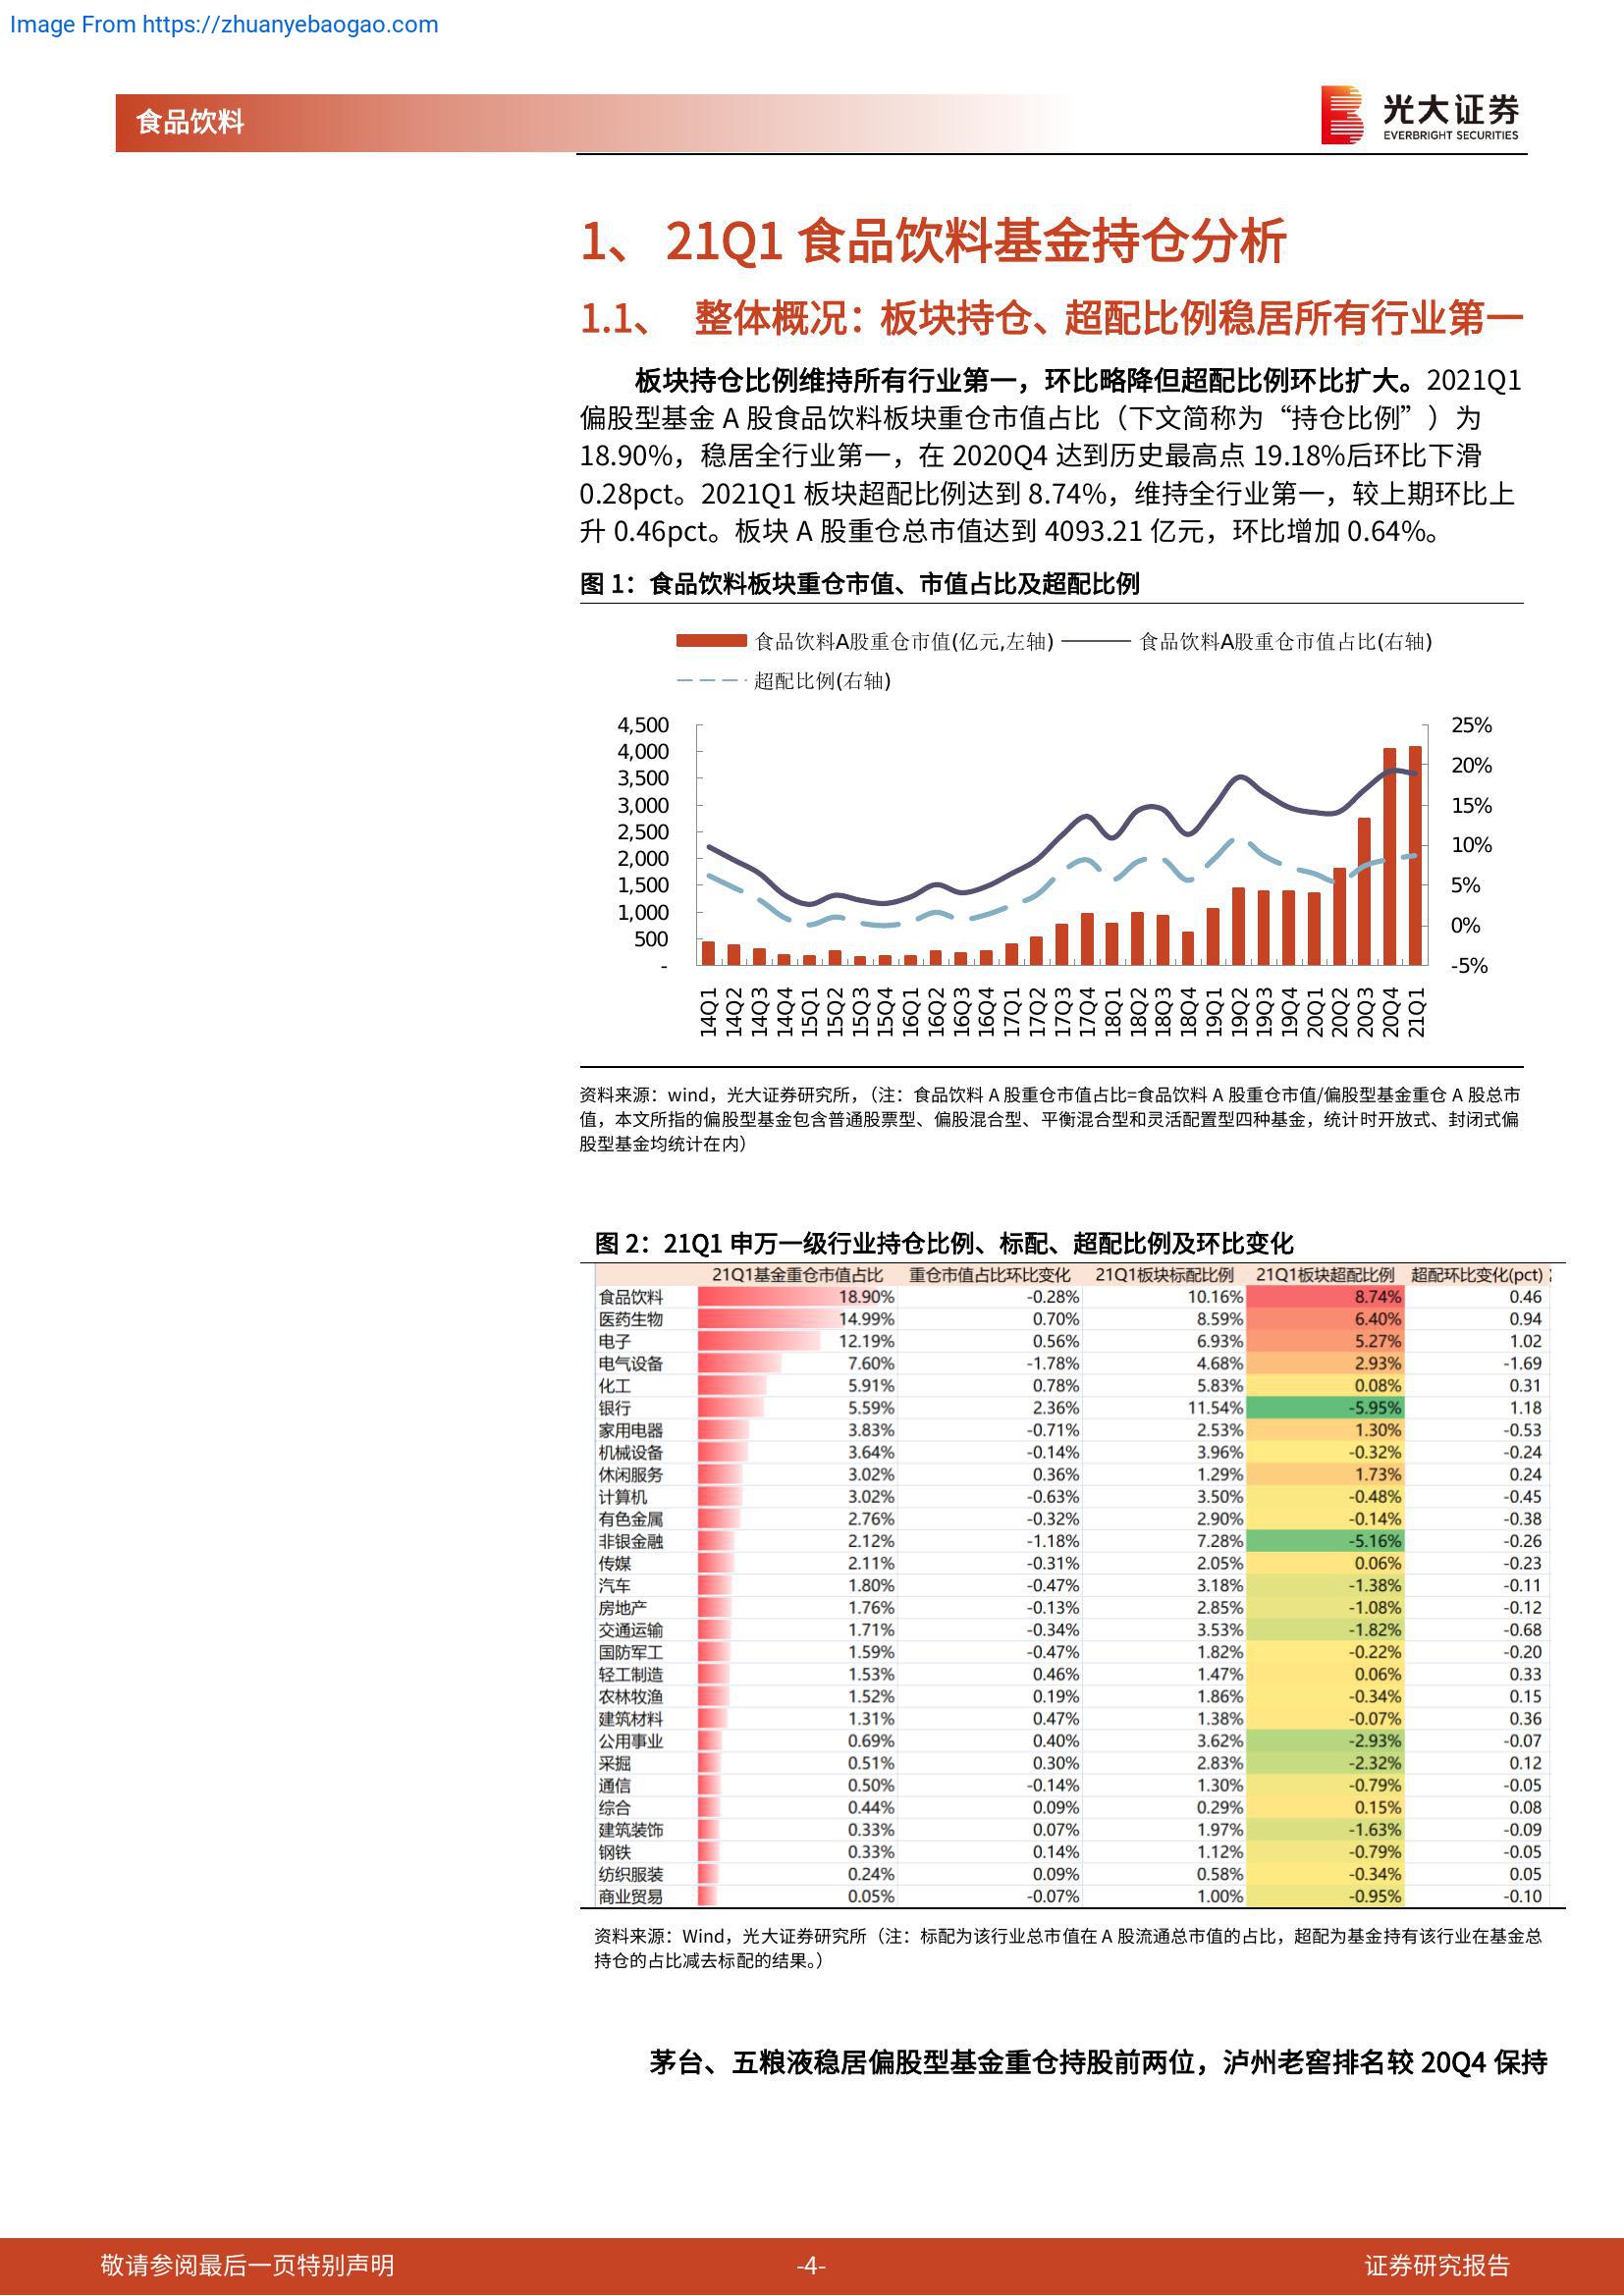 Image From https://zhuanyebaogao.com
食品饮料
光大证券
EVERBRIGHT SECURITIES
1、 21Q1 食品饮料基金持仓分析
1.1、 整体概况：板块持仓、超配比例稳居所有行业第一
板块持仓比例维持所有行业第一，环比略降但超配比例环比扩大。2021Q1
偏股型基金 A 股食品饮料板块重仓市值占比（下文简称为“持仓比例”）为
18.90%，稳居全行业第一，在 2020Q4 达到历史最高点 19.18%后环比下滑
0.28pct。2021Q1 板块超配比例达到 8.74%，维持全行业第一，较上期环比上
升 0.46pct。板块 A 股重仓总市值达到 4093.21 亿元，环比增加 0.64%。
图 1：食品饮料板块重仓市值、市值占比及超配比例
食品饮料A股重仓市值(亿元,左轴) 食品饮料A股重仓市值占比(右轴)
超配比例(右轴)
4,500 25%
4,000 20%
3,500
3,000 15%
2,500
2,000 10%
1,500 5%
1,000
500 0%
- -5%
14Q1 14Q2 14Q3 14Q4 15Q1 15Q2 15Q3 15Q4 16Q1 16Q2 16Q3 16Q4 17Q1 17Q2 17Q3 17Q4 18Q1 18Q2 18Q3 18Q4 19Q1 19Q2 19Q3 19Q4 20Q1 20Q2 20Q3 20Q4 21Q1
资料来源：wind，光大证券研究所，（注：食品饮料 A 股重仓市值占比=食品饮料 A 股重仓市值/偏股型基金重仓 A 股总市
值，本文所指的偏股型基金包含普通股票型、偏股混合型、平衡混合型和灵活配置型四种基金，统计时开放式、封闭式偏
股型基金均统计在内）
图 2：21Q1 申万一级行业持仓比例、标配、超配比例及环比变化
21Q1基金重仓市值占比 重仓市值占比环比变化 21Q1板块标配比例 21Q1板块超配比例 超配环比变化(pct)
食品饮料 18.90% -0.28% 10.16% 8.74% 0.46
医药生物 14.99% 0.70% 8.59% 6.40% 0.94
电子 12.19% 0.56% 6.93% 5.27% 1.02
电气设备 7.60% -1.78% 4.68% 2.93% -1.69
化工 5.91% 0.78% 5.83% 0.08% 0.31
银行 5.59% 2.36% 11.54% -5.95% 1.18
家用电器 3.83% -0.71% 2.53% 1.30% -0.53
机械设备 3.64% -0.14% 3.96% -0.32% -0.24
休闲服务 3.02% 0.36% 1.29% 1.73% 0.24
计算机 3.02% -0.63% 3.50% -0.48% -0.45
有色金属 2.76% -0.32% 2.90% -0.14% -0.38
非银金融 2.12% -1.18% 7.28% -5.16% -0.26
传媒 2.11% -0.31% 2.05% 0.06% -0.23
汽车 1.80% -0.47% 3.18% -1.38% -0.11
房地产 1.76% -0.13% 2.85% -1.08% -0.12
交通运输 1.71% -0.34% 3.53% -1.82% -0.68
国防军工 1.59% -0.47% 1.82% -0.22% -0.20
轻工制造 1.53% 0.46% 1.47% 0.06% 0.33
农林牧渔 1.52% 0.19% 1.86% -0.34% 0.15
建筑材料 1.31% 0.47% 1.38% -0.07% 0.36
公用事业 0.69% 0.40% 3.62% -2.93% -0.07
采掘 0.51% 0.30% 2.83% -2.32% 0.12
通信 0.50% -0.14% 1.30% -0.79% -0.05
综合 0.44% 0.09% 0.29% 0.15% 0.08
建筑装饰 0.33% 0.07% 1.97% -1.63% -0.09
钢铁 0.33% 0.14% 1.12% -0.79% -0.05
纺织服装 0.24% 0.09% 0.58% -0.34% 0.05
商业贸易 0.05% -0.07% 1.00% -0.95% -0.10
资料来源：Wind，光大证券研究所（注：标配为该行业总市值在 A 股流通总市值的占比，超配为基金持有该行业在基金总
持仓的占比减去标配的结果。）
茅台、五粮液稳居偏股型基金重仓持股前两位，泸州老窖排名较 20Q4 保持
敬请参阅最后一页特别声明 -4- 证券研究报告